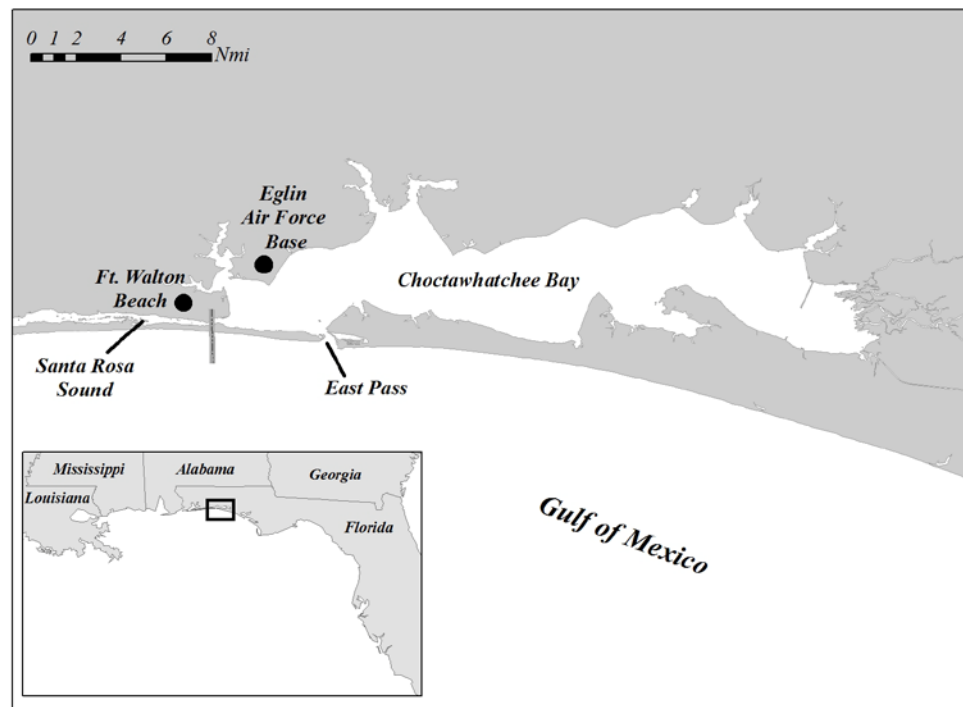 0 1 2 4 6 8
Nmi
Eglin
Air Force
Base
Ft. Walton
Beach
Choctawhatchee Bay
Santa Rosa
Sound
East Pass
Gulf of Mexico
Mississippi
Alabama
Georgia
Louisiana
Florida